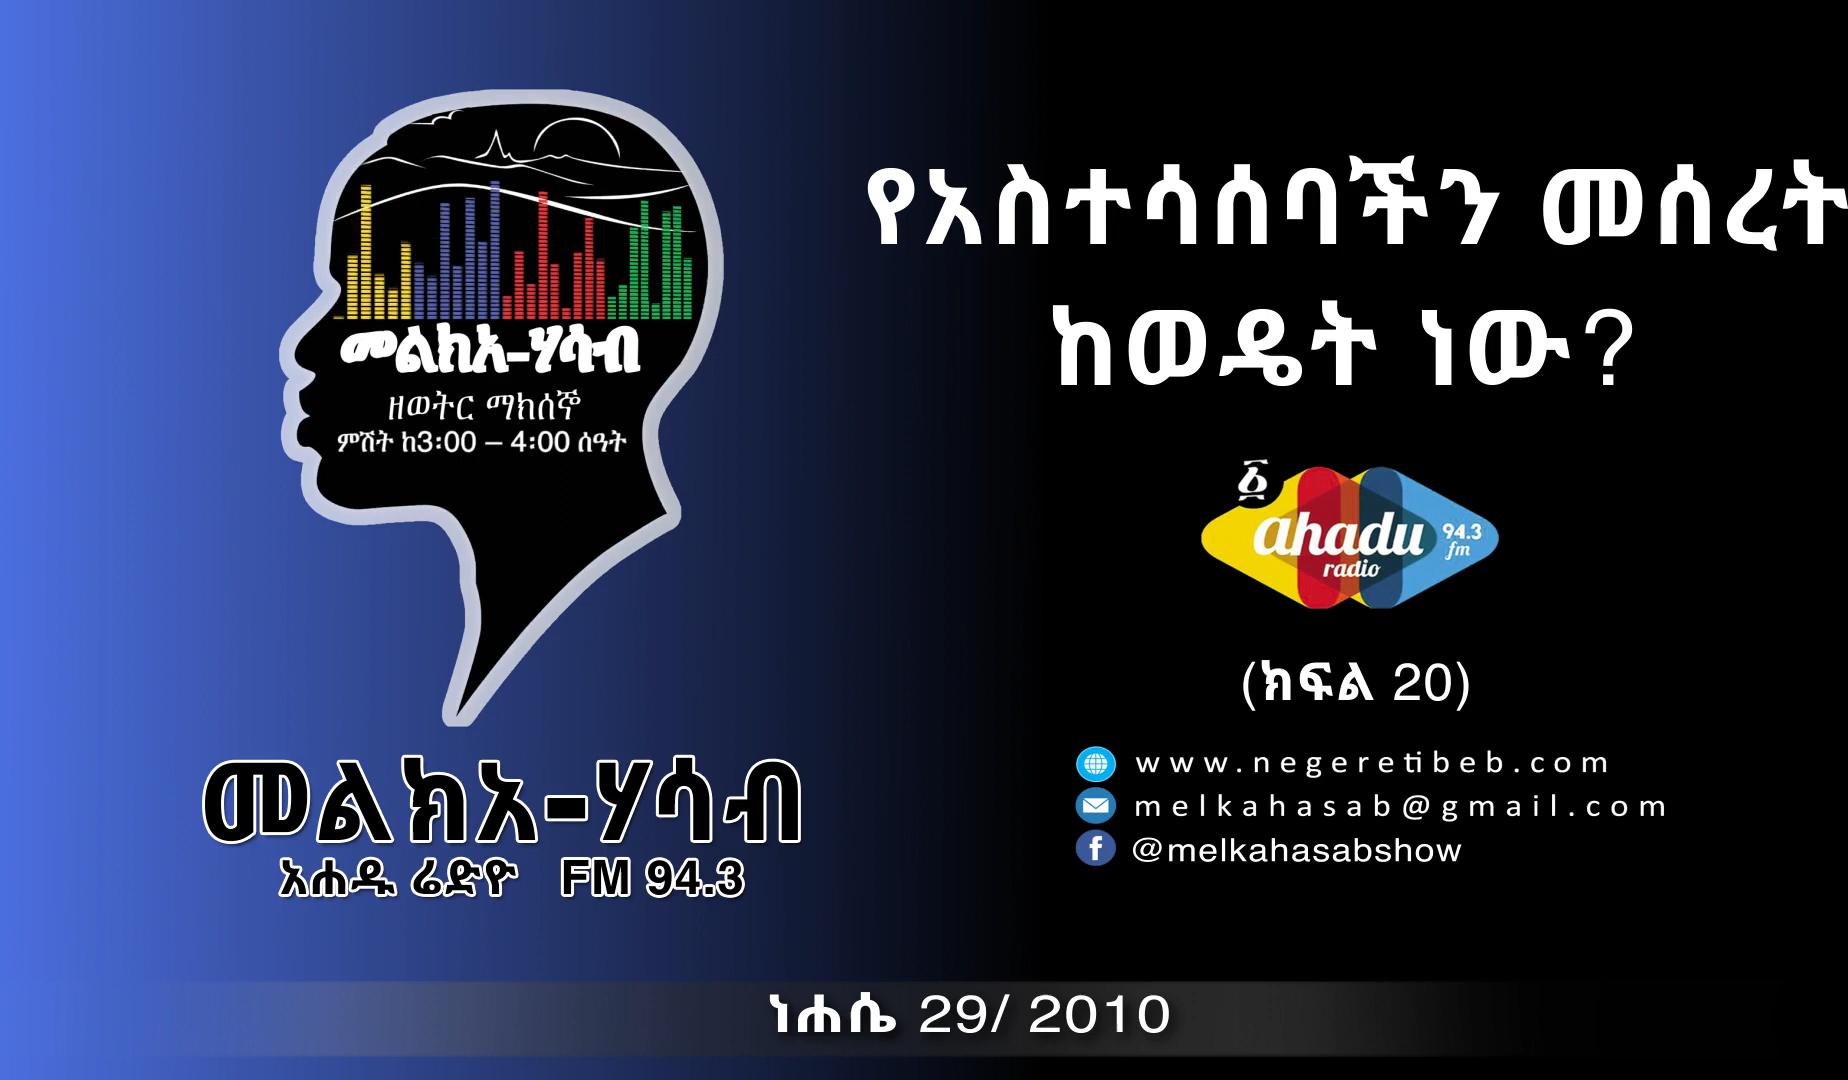 መልክአ-ሃሳብ
ዘወትር ማክሰኞ
ምሽት ከ3፡00 – 4፡00 ሰዓት
መልክአ-ሃሳብ
አሐዱ ሬድዮ FM 94.3
የአስተሳሰባችን መሰረት
ከወዴት ነው?
፩
ahadu 94.3
radio fm
(ክፍል 20)
www.negeretibeb.com
melkahasab@gmail.com
@melkahasabshow
ነሐሴ 29/ 2010